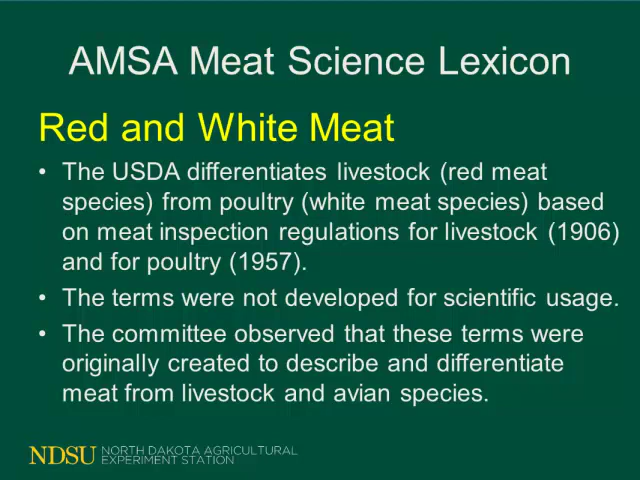 AMSA Meat Science Lexicon
Red and White Meat
• The USDA differentiates livestock (red meat
species) from poultry (white meat species) based
on meat inspection regulations for livestock (1906)
and for poultry (1957).
• The terms were not developed for scientific usage.
• The committee observed that these terms were
originally created to describe and differentiate
meat from livestock and avian species.
NDSU NORTH DAKOTA AGRICULTURAL
EXPERIMENT STATION